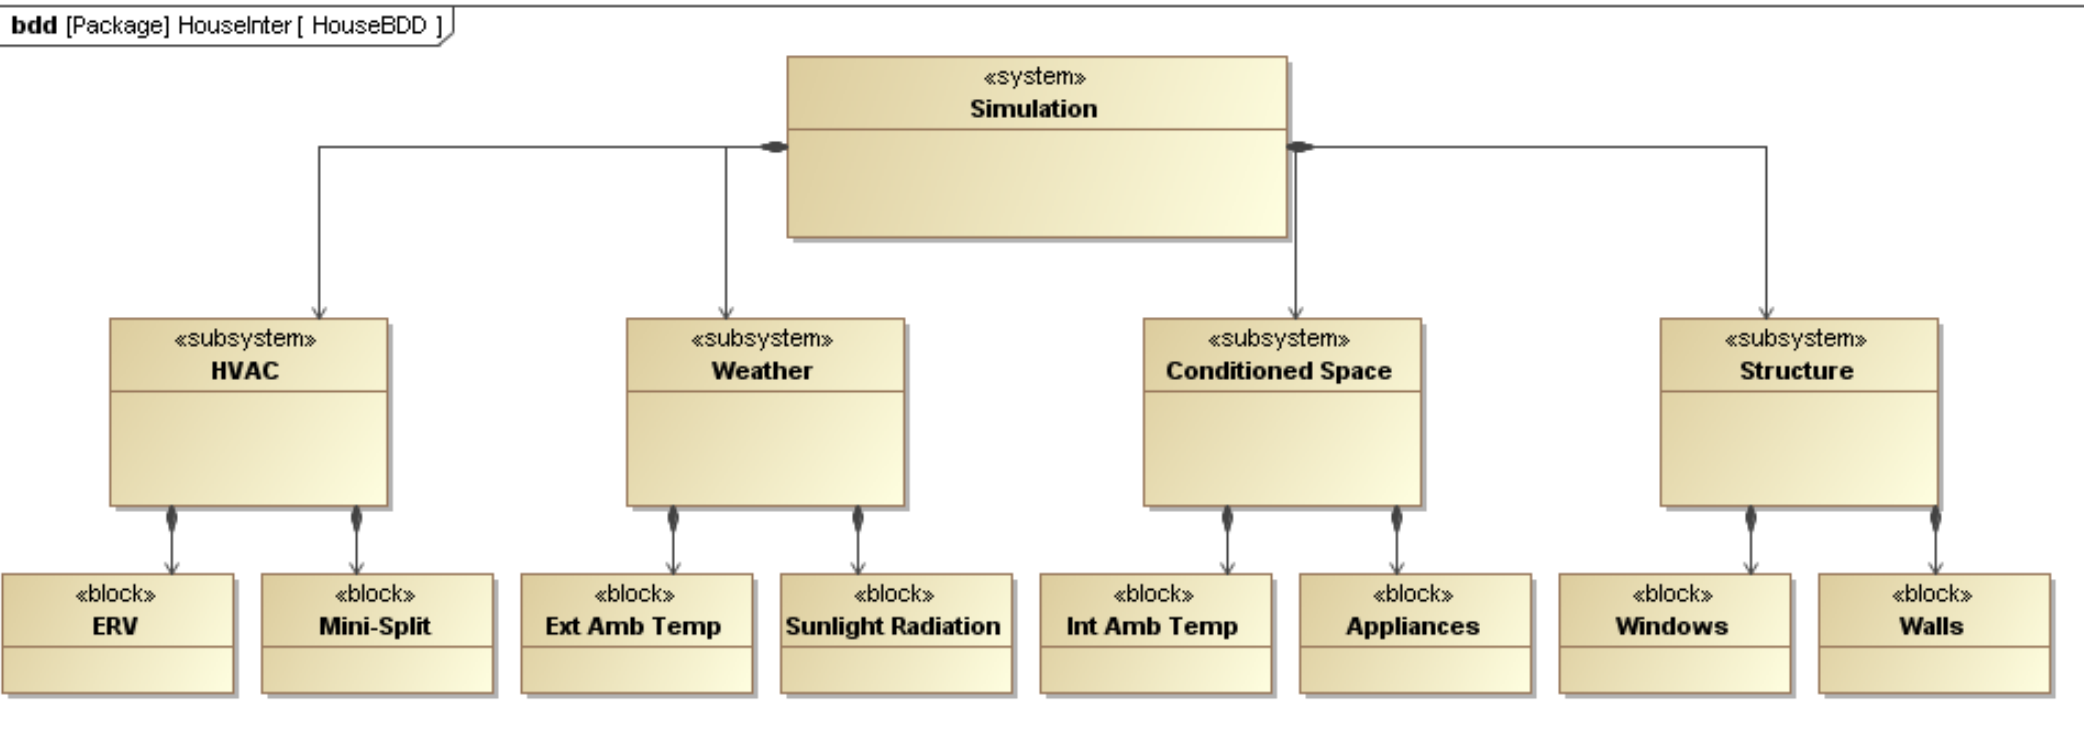 bdd [Package] HouseInter [ HouseBDD ]
«system»
Simulation
«subsystem»
HVAC
«subsystem»
Weather
«subsystem»
Conditioned Space
«subsystem»
Structure
«block»
ERV
«block»
Mini-Split
«block»
Ext Amb Temp
«block»
Sunlight Radiation
«block»
Int Amb Temp
«block»
Appliances
«block»
Windows
«block»
Walls